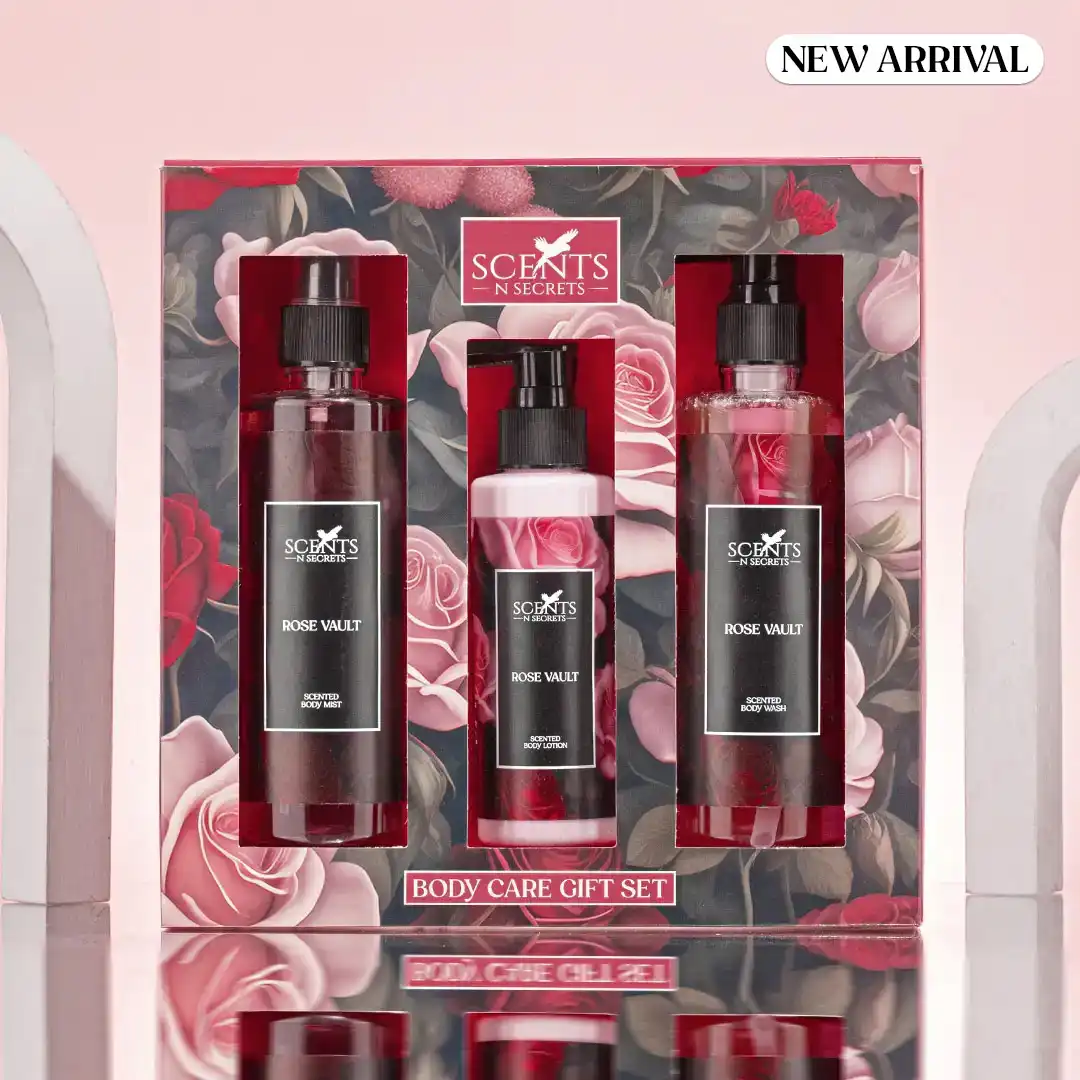 NEW ARRIVAL
SCENTS
N SECRETS
SCENTS
N SECRETS
ROSE VAULT
SCENTED
BODY MIST
SCENTS
N SECRETS
ROSE VAULT
SCENTED
BODY LOTION
SCENTS
N SECRETS
ROSE VAULT
SCENTED
BODY WASH
BODY CARE GIFT SET